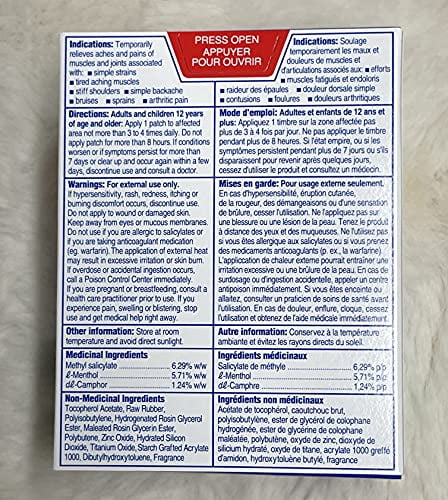 PRESS OPEN
APPUYER
POUR OUVRIR
Indications: Temporarily
relieves aches and pains of
muscles and joints associated
with: ■ simple strains
■ tired aching muscles
■ stiff shoulders ■ simple backache
■ bruises ■ sprains ■ arthritic pain
Directions: Adults and children 12 years
of age and older: Apply 1 patch to affected
area not more than 3 to 4 times daily. Do not
apply patch for more than 8 hours. If conditions
worsen or if symptoms persist for more than
7 days or clear up and occur again within a few
days, discontinue use and consult a doctor.
Warnings: For external use only.
If hypersensitivity, rash, redness, itching or
burning discomfort occurs, discontinue use.
Do not apply to wound or damaged skin.
Keep away from eyes or mucous membranes.
Do not use if you are allergic to salicylates or
if you are taking anticoagulant medication
(eg. warfarin). The application of external heat
may result in excessive irritation or skin burn.
If overdose or accidental ingestion occurs,
call a Poison Control Center immediately.
If you are pregnant or breastfeeding, consult a
health care practitioner prior to use. If you
experience pain, swelling or blistering, stop
use and get medical help right away.
Other information: Store at room
temperature and avoid direct sunlight.
Medicinal Ingredients
Methyl salicylate 6.29% w/w
ℓ-Menthol 5.71% w/w
dℓ-Camphor 1.24% w/w
Non-Medicinal Ingredients
Tocopherol Acetate, Raw Rubber,
Polyisobutylene, Hydrogenated Rosin Glycerol
Ester, Maleated Rosin Glycerin Ester,
Polybutene, Zinc Oxide, Hydrated Silicon
Dioxide, Titanium Oxide, Starch Grafted Acrylate
1000, Dibutylhydroxytoluene, Fragrance
Indications: Soulage
temporairement les maux et
douleurs de muscles et
d'articulations associés aux: ■ efforts
■ muscles fatigués et endoloris
■ raideur des épaules ■ douleur dorsale simple
■ contusions ■ foulures ■ douleurs arthritiques
Mode d'emploi: Adultes et enfants de 12 ans et
plus: Appliquez 1 timbre sur la zone affectée pas
plus de 3 à 4 fois par jour. Ne pas appliquer le timbre
pendant plus de 8 heures. Si l'état empire, ou si les
symptômes persistent pendant plus de 7 jours ou s'ils
disparaissent pour revenir après quelques jours,
cessez d'utiliser le produit et consultez un médecin.
Mises en garde: Pour usage externe seulement.
En cas d'hypersensibilité, éruption cutanée,
de la rougeur, des démangeaisons ou d'une sensation
de brûlure, cesser l'utilisation. Ne l'appliquez pas sur
une blessure ou une lésion de la peau. Tenez le produit
à distance des yeux et des muqueuses. Ne l'utilisez pas
si vous êtes allergique aux salicylates ou si vous prenez
des medicaments anticoagulants (p. ex., la warfarine)
L'application de chaleur externe pourrait entraîner une
irritation excessive ou une brûlure de la peau. En cas de
surdosage ou d'ingestion accidentelle, appeler un centre
antipoison immédiatement. Si vous êtes enceinte ou
allaitez, consulter un praticien de soins de santé avant
l'utilisation. En cas de douleur, enflure, cloque, cessez
l'utilisation et obtenez de l'aide médicale immédiatement.
Autre information: Conservez à la température
ambiante et évitez les rayons directs du soleil.
Ingrédients médicinaux
Salicylate de méthyle 6.29% p/p
ℓ-Menthol 5.71% p/p
dℓ-Camphre 1,24% p/p
Ingrédients non médicinaux
Acétate de tocophérol, caoutchouc brut,
polyisobutylène, ester de glycérol de colophane
hydrogénée, ester de glycérine de colophane
maléatée, polybutène, oxyde de zinc, dioxyde de
silicium hydraté, oxyde de titane, acrylate 1000 greffé
d'amidon, hydroxytoluène butylé, fragrance